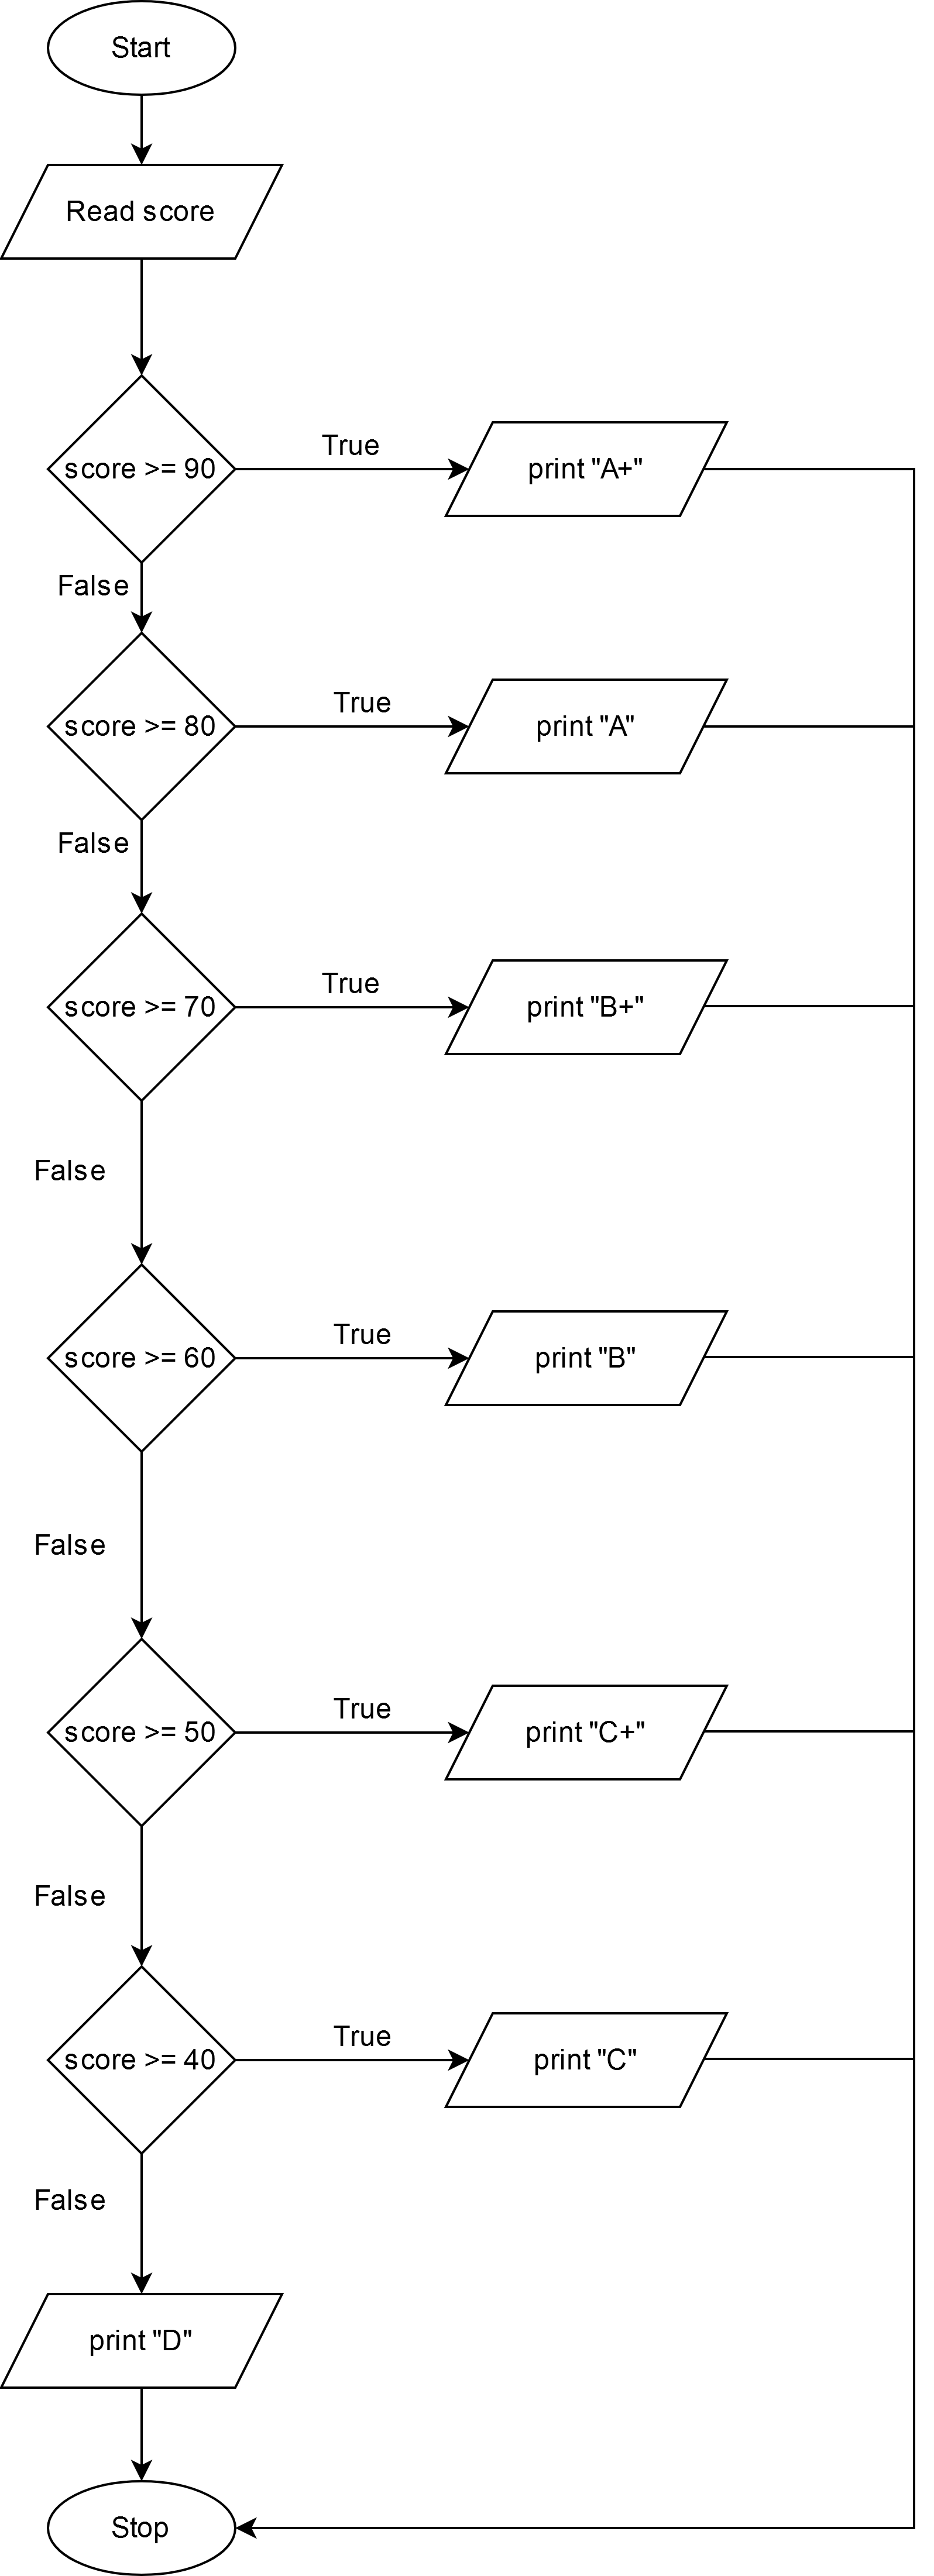 Start
Read score
score >= 90
True
print "A+"
False
score >= 80
True
print "A"
False
score >= 70
True
print "B+"
False
score >= 60
True
print "B"
False
score >= 50
True
print "C+"
False
score >= 40
True
print "C"
False
print "D"
Stop